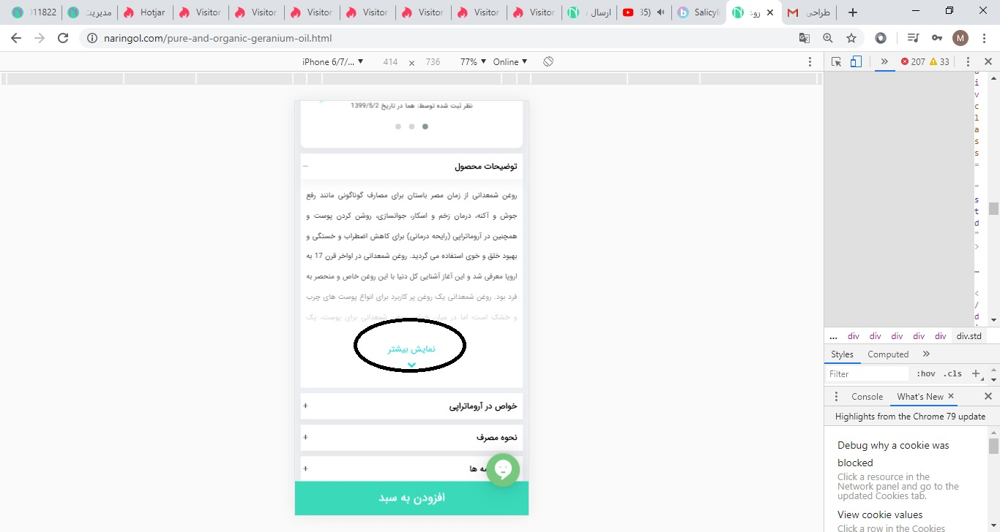 011822
مدیریت
Hotjar
Visitor
Visitor
Visitor
Visitor
Visitor
Visitor
Visitor
ارسال
35)
Salicyli
روغ
طراحی
naringol.com/pure-and-organic-geranium-oil.html
M
iPhone 6/7/... ▼ 414 x 736 77% ▼ Online ▼
207 33
نظر ثبت شده توسط: هما در تاریخ 1399/5/2
توضیحات محصول
−
روغن شمعدانی از زمان مصر باستان برای مصارف گوناگونی مانند رفع
جوش و آکنه، درمان زخم و اسکار، جوانسازی، روشن کردن پوست و
همچنین در آروماتراپی (رایحه درمانی) برای کاهش اضطراب و خستگی و
بهبود خلق و خوی استفاده می گردید. روغن شمعدانی در اواخر قرن 17 به
اروپا معرفی شد و این آغاز آشنایی کل دنیا با این روغن خاص و منحصر به
فرد بود. روغن شمعدانی یک روغن پر کاربرد برای انواع پوست های چرب
و خشک است؛ اما در میان شمعدانی برای پوست، یک
نمایش بیشتر
خواص در آروماتراپی
+
نحوه مصرف
+
مه ها
+
افزودن به سبد
d
i
v
c
l
a
s
s
=
"
s
t
d
"
>
...
<
/
d
... div div div div div div.std
Styles Computed »
Filter :hov .cls +
Console What's New ×
Highlights from the Chrome 79 update
Debug why a cookie was
blocked
Click a resource in the
Network panel and go to the
updated Cookies tab.
View cookie values
Click a row in the Cookies